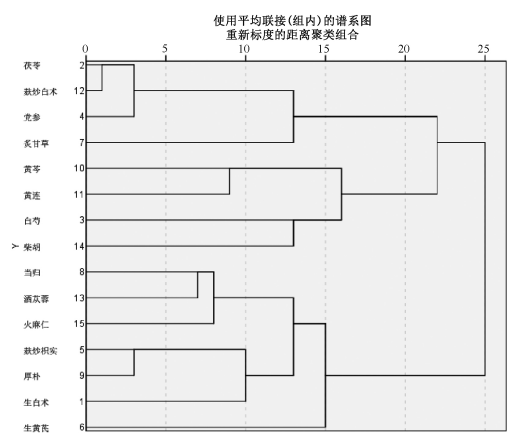 使用平均联接(组内)的谱系图
重新标度的距离聚类组合
0 5 10 15 20 25
茯苓 2
麸炒白术 12
党参 4
炙甘草 7
黄芩 10
黄连 11
白芍 3
Y 柴胡 14
当归 8
酒苁蓉 13
火麻仁 15
麸炒枳实 5
厚朴 9
生白术 1
生黄芪 6